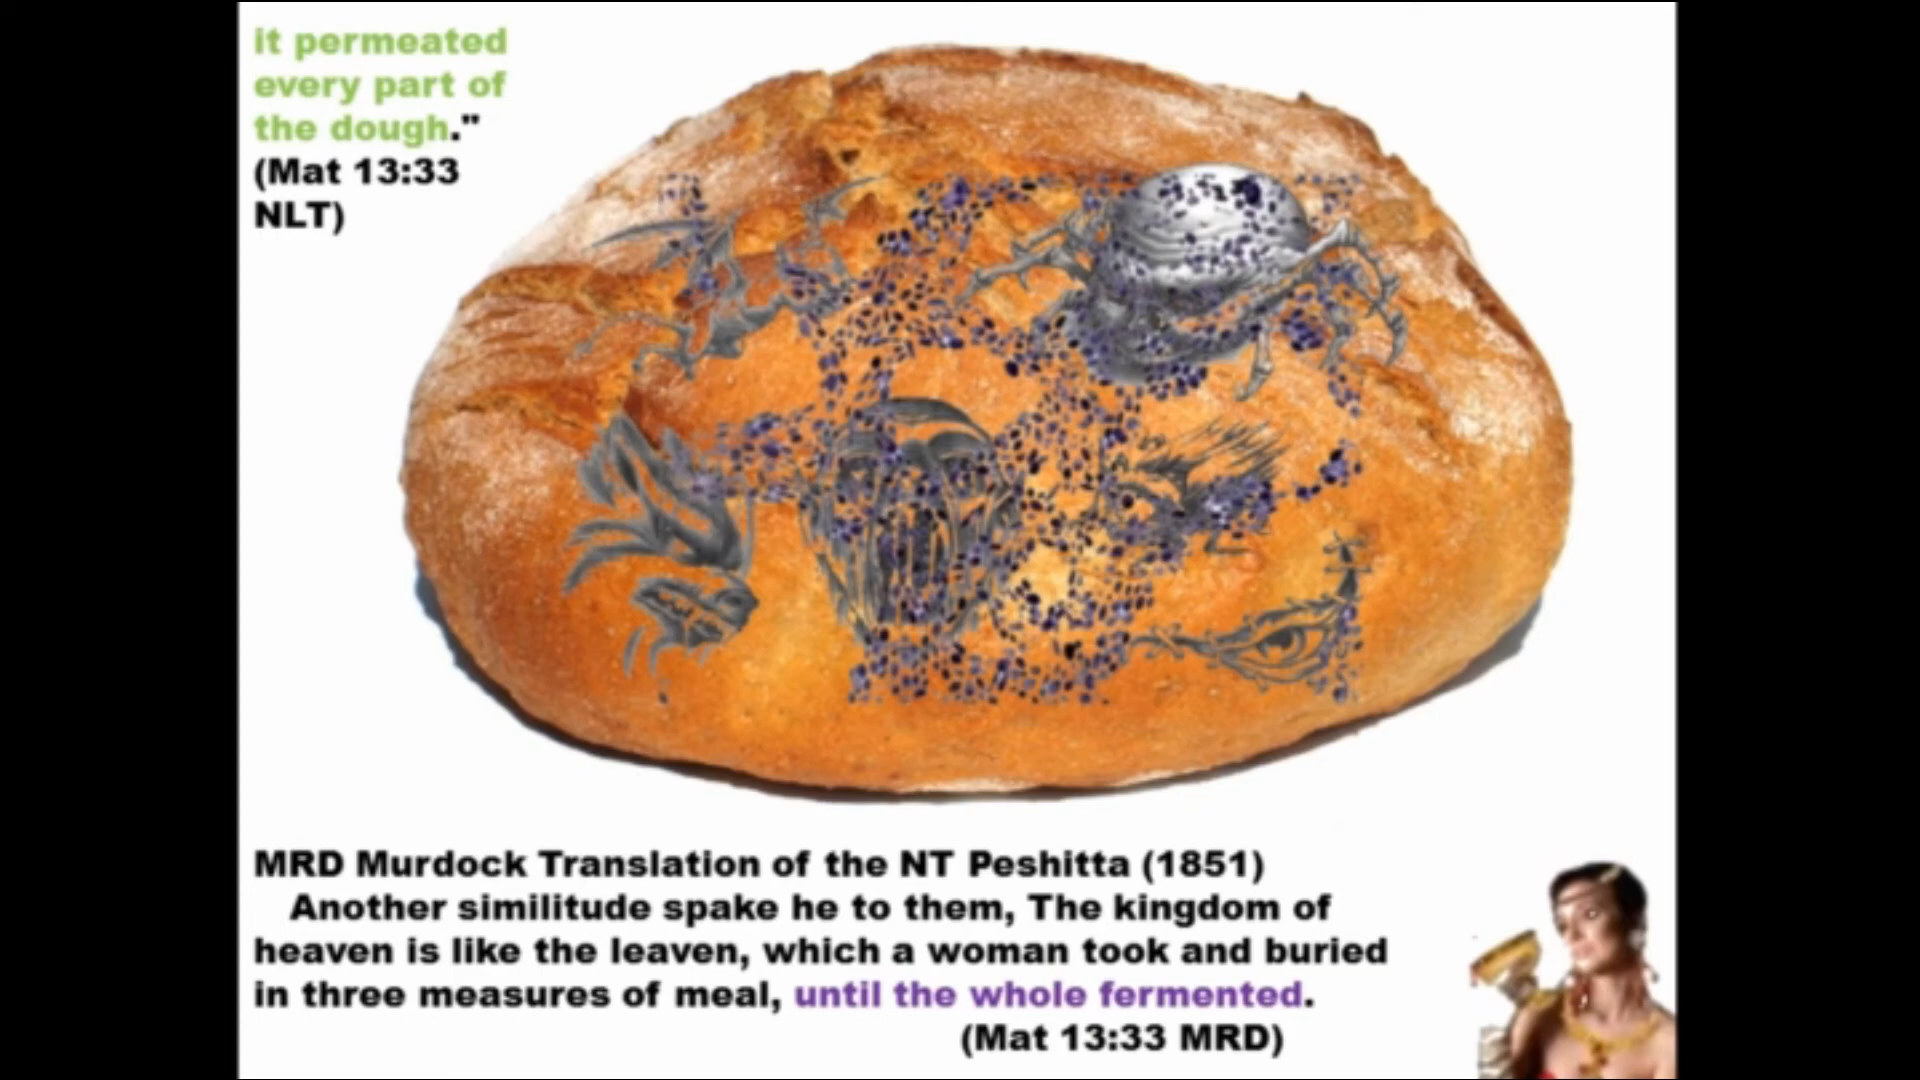 it permeated
every part of
the dough."
(Mat 13:33
NLT)
MRD Murdock Translation of the NT Peshitta (1851)
Another similitude spake he to them, The kingdom of
heaven is like the leaven, which a woman took and buried
in three measures of meal, until the whole fermented.
(Mat 13:33 MRD)